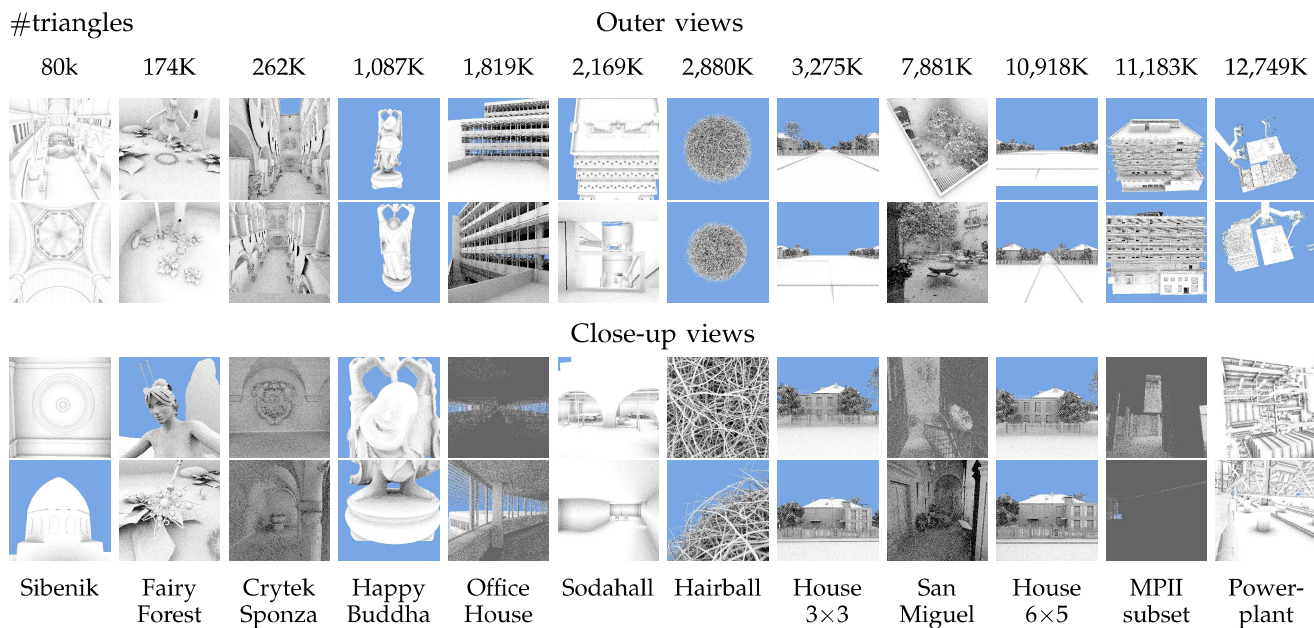 #triangles
Outer views
80k 174K 262K 1,087K 1,819K 2,169K 2,880K 3,275K 7,881K 10,918K 11,183K 12,749K
Close-up views
Sibenik Fairy Crytek Happy Office Sodahall Hairball House San House MPII Power-
Forest Sponza Buddha House 3×3 Miguel 6×5 subset plant